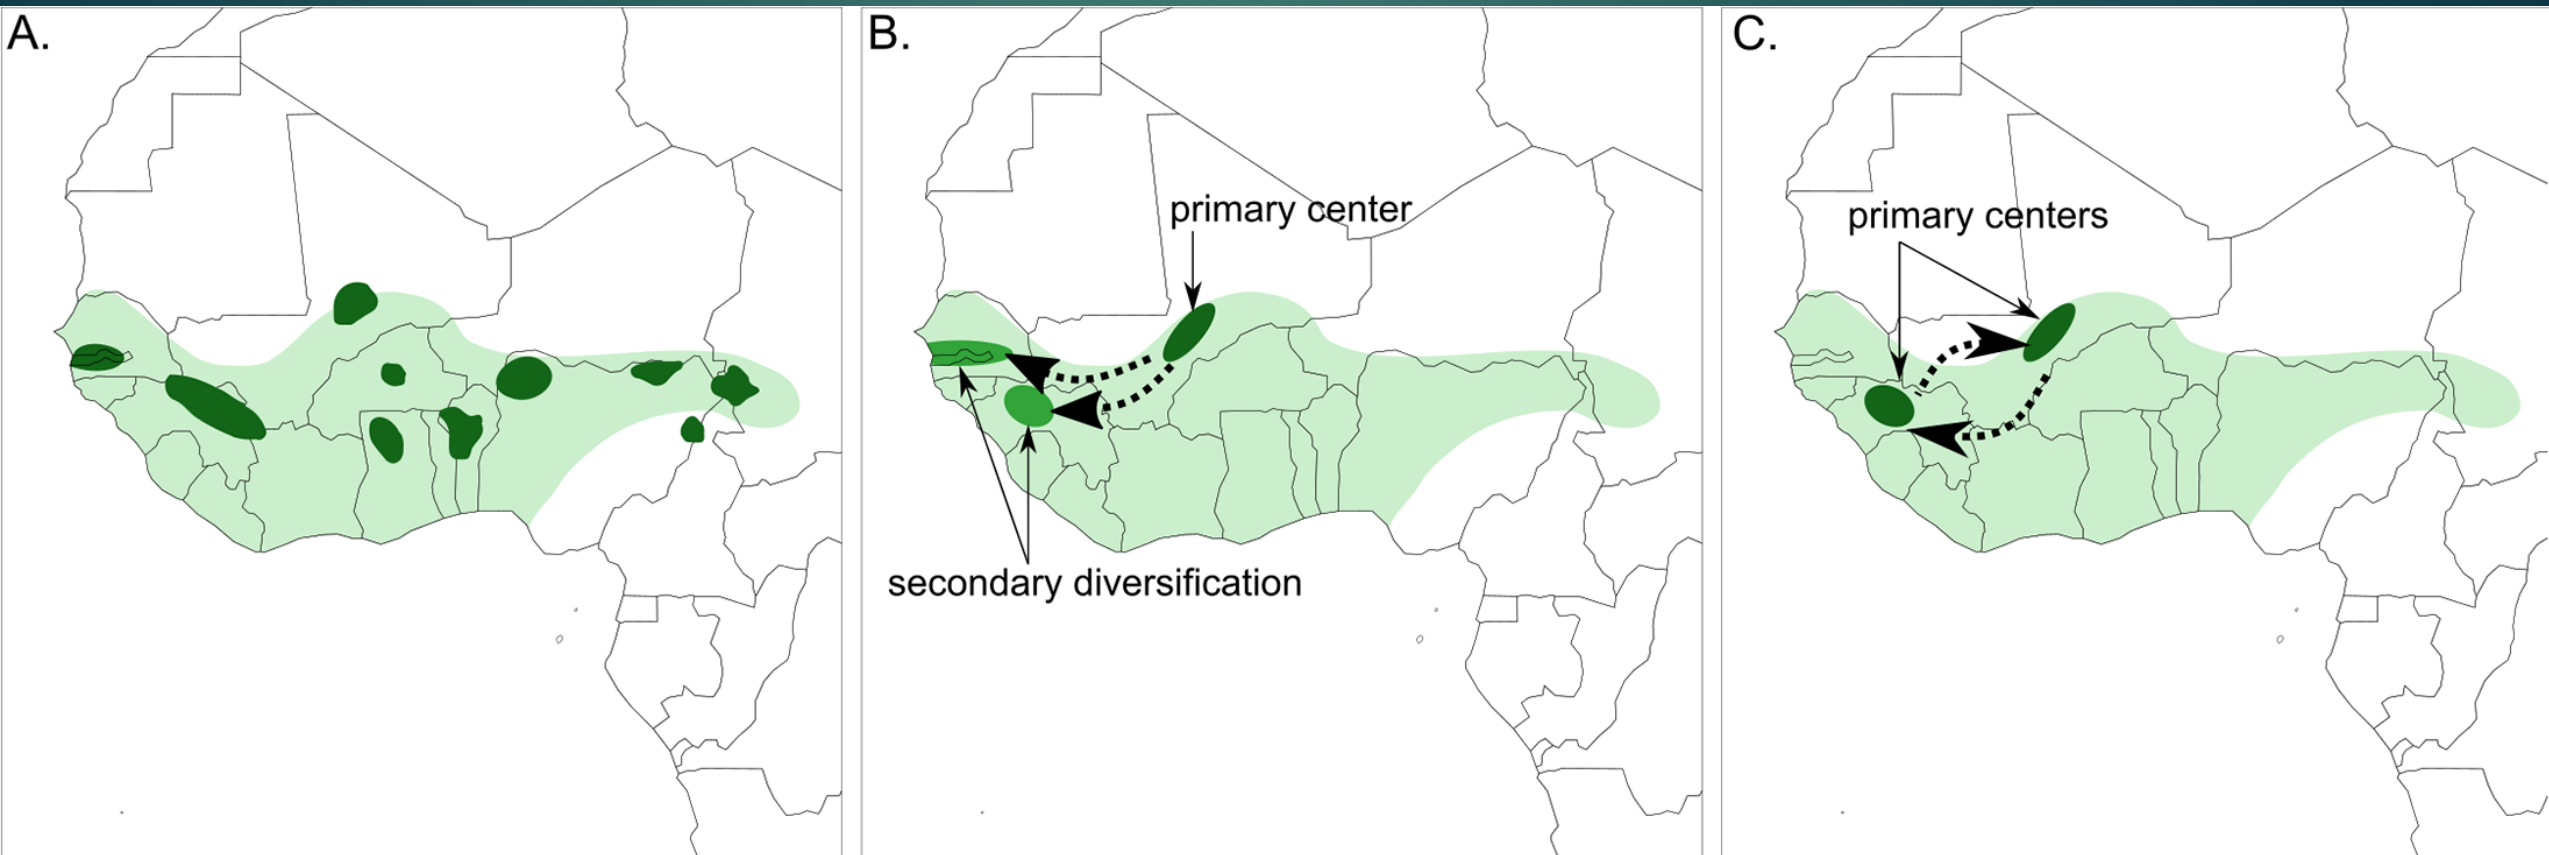 A.
B.
C.
primary center
primary centers
secondary diversification